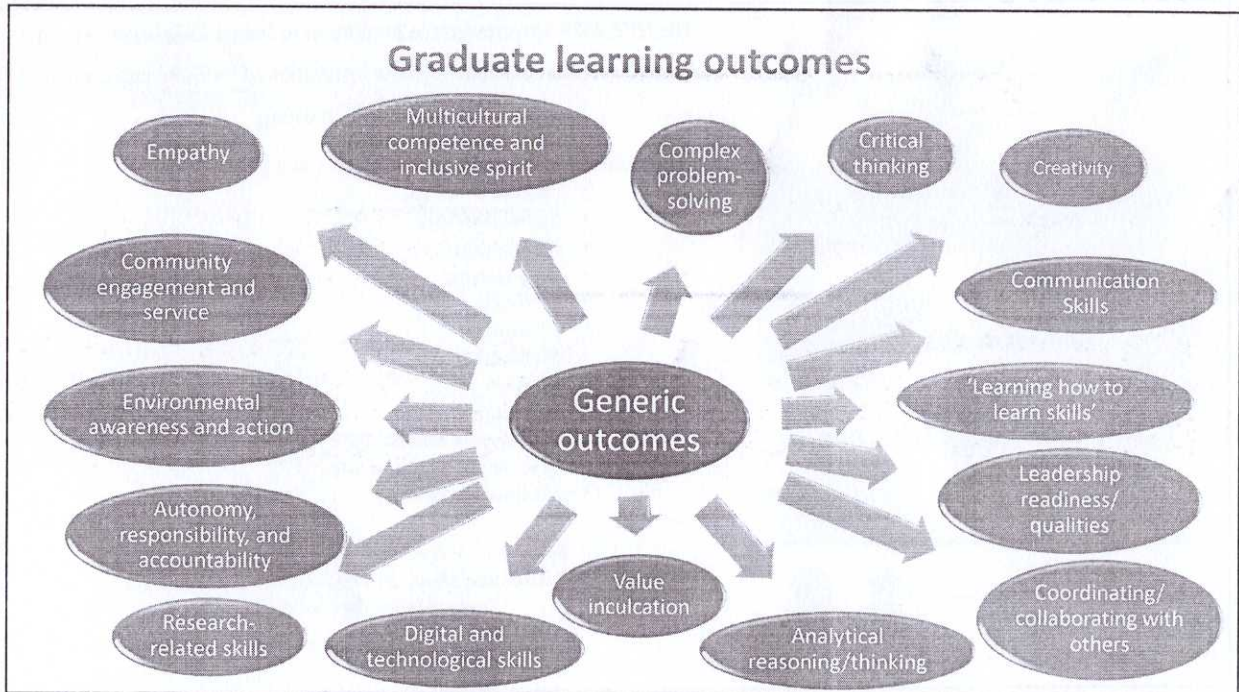 Graduate learning outcomes
Empathy
Multicultural
competence and
inclusive spirit
Complex
problem-
solving
Critical
thinking
Creativity
Community
engagement and
service
Communication
Skills
Environmental
awareness and action
Generic
outcomes
'Learning how to
learn skills'
Autonomy,
responsibility, and
accountability
Leadership
readiness/
qualities
Research-
related skills
Digital and
technological skills
Value
inculcation
Analytical
reasoning/thinking
Coordinating/
collaborating with
others